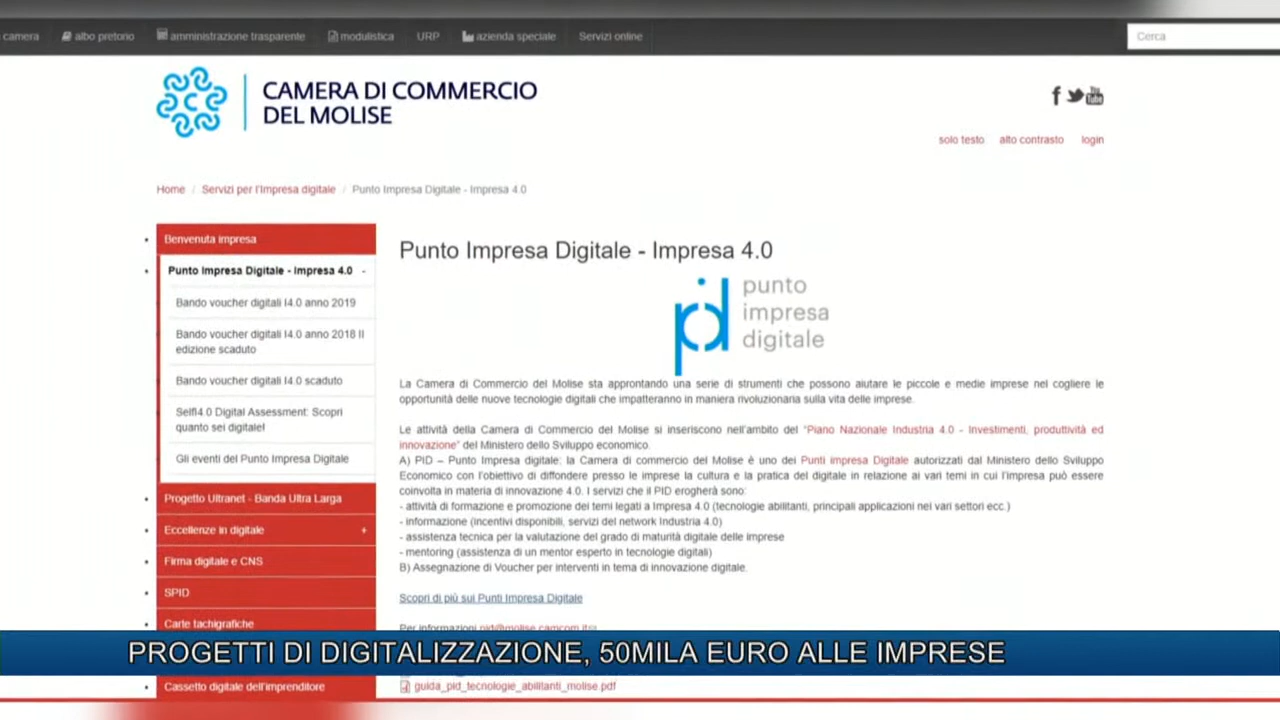 camera albo pretorio amministrazione trasparente modulistica URP azienda speciale Servizi online Cerca
CAMERA DI COMMERCIO
DEL MOLISE
You
Tube
solo testo alto contrasto login
Home / Servizi per l'Impresa digitale / Punto Impresa Digitale - Impresa 4.0
Benvenuta impresa
Punto Impresa Digitale - Impresa 4.0 -
Bando voucher digitali I4.0 anno 2019
Bando voucher digitali I4.0 anno 2018 II
edizione scaduto
Bando voucher digitali I4.0 scaduto
Selfi4.0 Digital Assessment: Scopri
quanto sei digitale!
Gli eventi del Punto Impresa Digitale
Progetto Ultranet - Banda Ultra Larga
Eccellenze in digitale +
Firma digitale e CNS
SPID
Carte tachigrafiche
Cassetto digitale dell'imprenditore
Punto Impresa Digitale - Impresa 4.0
pid
punto
impresa
digitale
La Camera di Commercio del Molise sta approntando una serie di strumenti che possono aiutare le piccole e medie imprese nel cogliere le
opportunità delle nuove tecnologie digitali che impatteranno in maniera rivoluzionaria sulla vita delle imprese.
Le attività della Camera di Commercio del Molise si inseriscono nell'ambito del "Piano Nazionale Industria 4.0 - Investimenti, produttività ed
innovazione" del Ministero dello Sviluppo economico.
A) PID – Punto Impresa digitale: la Camera di commercio del Molise è uno dei Punti impresa Digitale autorizzati dal Ministero dello Sviluppo
Economico con l'obiettivo di diffondere presso le imprese la cultura e la pratica del digitale in relazione ai vari temi in cui l'impresa può essere
coinvolta in materia di innovazione 4.0. I servizi che il PID erogherà sono:
- attività di formazione e promozione dei temi legati a Impresa 4.0 (tecnologie abilitanti, principali applicazioni nei vari settori ecc.)
- informazione (incentivi disponibili, servizi del network Industria 4.0)
- assistenza tecnica per la valutazione del grado di maturità digitale delle imprese
- mentoring (assistenza di un mentor esperto in tecnologie digitali)
B) Assegnazione di Voucher per interventi in tema di innovazione digitale.
Scopri di più sui Punti Impresa Digitale
Per informazioni pid@molise.camcom.it
PROGETTI DI DIGITALIZZAZIONE, 50MILA EURO ALLE IMPRESE
guida_pid_tecnologie_abilitanti_molise.pdf